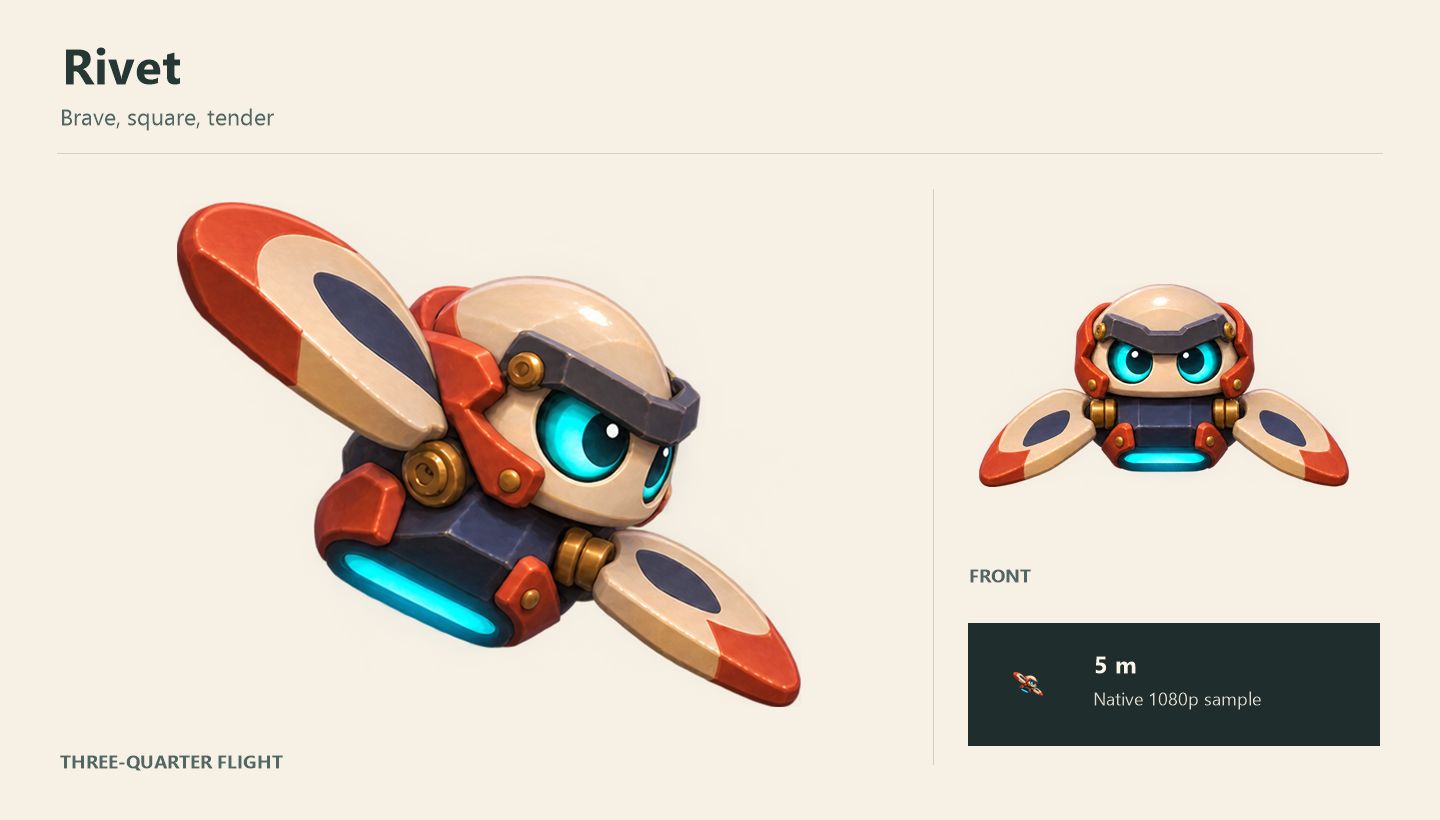 Rivet
Brave, square, tender
THREE-QUARTER FLIGHT
FRONT
5 m
Native 1080p sample